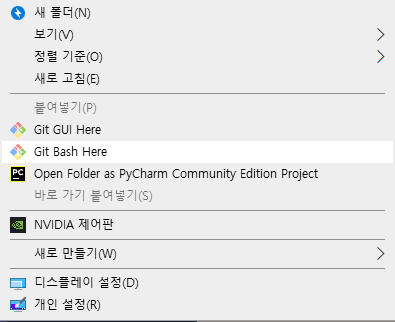 새 폴더(N)
보기(V)
정렬 기준(O)
새로 고침(E)
붙여넣기(P)
Git GUI Here
Git Bash Here
PC Open Folder as PyCharm Community Edition Project
바로 가기 붙여넣기(S)
NVIDIA 제어판
새로 만들기(W)
디스플레이 설정(D)
개인 설정(R)